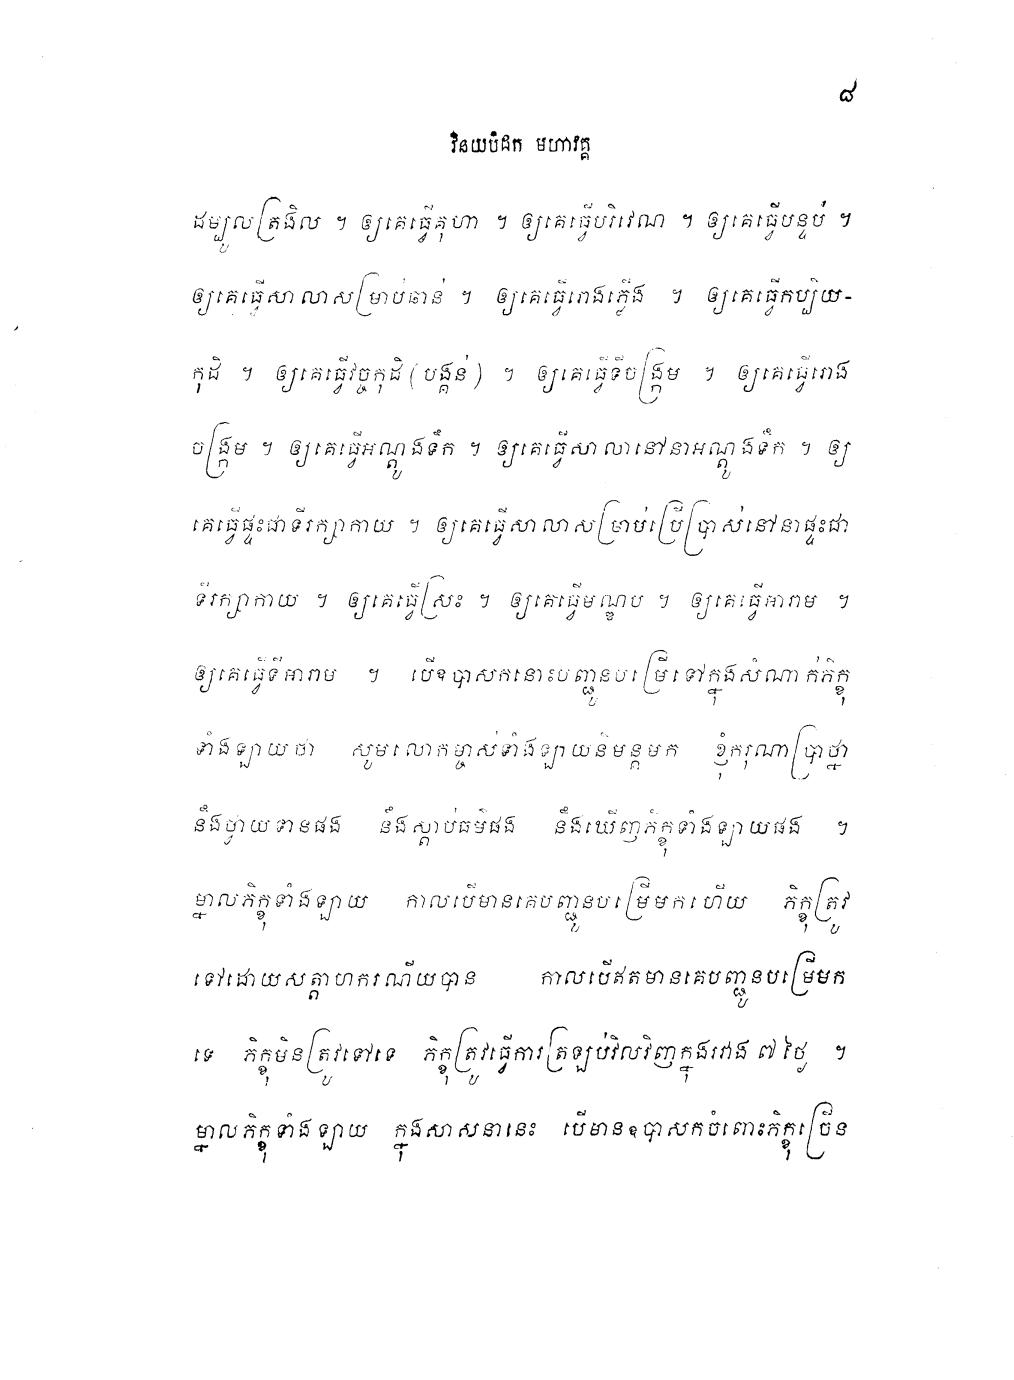 ៨
វិនយបិដក មហាវគ្គ
ដម្បូលត្រងិល ។ ឲ្យគេធ្វើគុហា ។ ឲ្យគេធ្វើបរិវេណ ។ ឲ្យគេធ្វើបន្ទប់ ។
ឲ្យគេធ្វើសាលាសម្រាប់ឆាន់ ។ ឲ្យគេធ្វើរោងភ្លើង ។ ឲ្យគេធ្វើកប្បិយ-
កុដិ ។ ឲ្យគេធ្វើវច្ចកុដិ (បង្គន់) ។ ឲ្យគេធ្វើទីចង្ក្រម ។ ឲ្យគេធ្វើរោង
ចង្ក្រម ។ ឲ្យគេធ្វើអណ្តូងទឹក ។ ឲ្យគេធ្វើសាលានៅនាអណ្តូងទឹក ។ ឲ្យ
គេធ្វើផ្ទះជាទីរក្សាកាយ ។ ឲ្យគេធ្វើសាលាសម្រាប់ប្រើប្រាស់នៅនាផ្ទះជា
ទីរក្សាកាយ ។ ឲ្យគេធ្វើស្រះ ។ ឲ្យគេធ្វើមណ្ឌប ។ ឲ្យគេធ្វើអារាម ។
ឲ្យគេធ្វើទីអារាម ។ បើឧបាសកនោះបញ្ជូនបម្រើទៅក្នុងសំណាក់ភិក្ខុ
ទាំងឡាយថា សូមលោកម្ចាស់ទាំងឡាយនិមន្តមក ខ្ញុំករុណាប្រាថ្នា
នឹងថ្វាយទានផង នឹងស្តាប់ធម៌ផង នឹងឃើញភិក្ខុទាំងឡាយផង ។
ម្នាលភិក្ខុទាំងឡាយ កាលបើមានគេបញ្ជូនបម្រើមកហើយ ភិក្ខុត្រូវ
ទៅដោយសត្តាហករណីយបាន កាលបើឥតមានគេបញ្ជូនបម្រើមក
ទេ ភិក្ខុមិនត្រូវទៅទេ ភិក្ខុត្រូវធ្វើការត្រឡប់វិលវិញក្នុងរវាង ៧ ថ្ងៃ ។
ម្នាលភិក្ខុទាំងឡាយ ក្នុងសាសនានេះ បើមានឧបាសកចំពោះភិក្ខុច្រើន